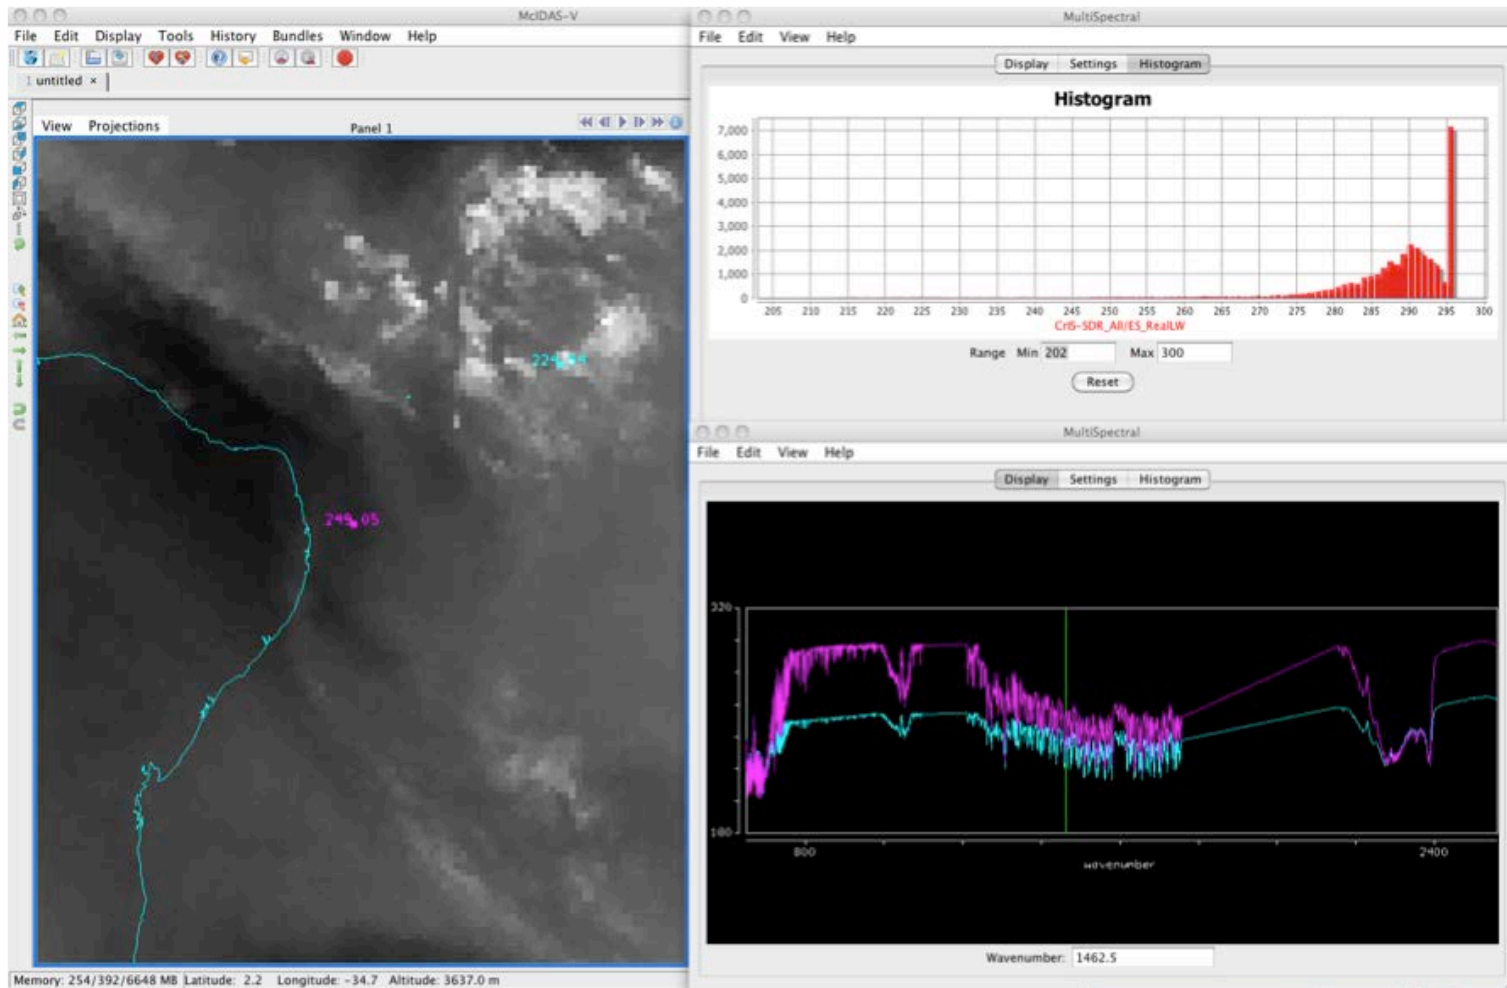 McIDAS-V
File Edit Display Tools History Bundles Window Help
1 untitled ×
View Projections
Panel 1
249.05
Memory: 254/392/6648 MB Latitude: 2.2 Longitude: -34.7 Altitude: 3637.0 m
MultiSpectral
File Edit View Help
Display Settings Histogram
Histogram
7,000
6,000
5,000
4,000
3,000
2,000
1,000
0
205 210 215 220 225 230 235 240 245 250 255 260 265 270 275 280 285 290 295 300
CrIS-SDR_All/ES_RealLW
Range Min 202 Max 300
Reset
MultiSpectral
File Edit View Help
Display Settings Histogram
320
180
800 2400
wavenumber
Wavenumber: 1462.5